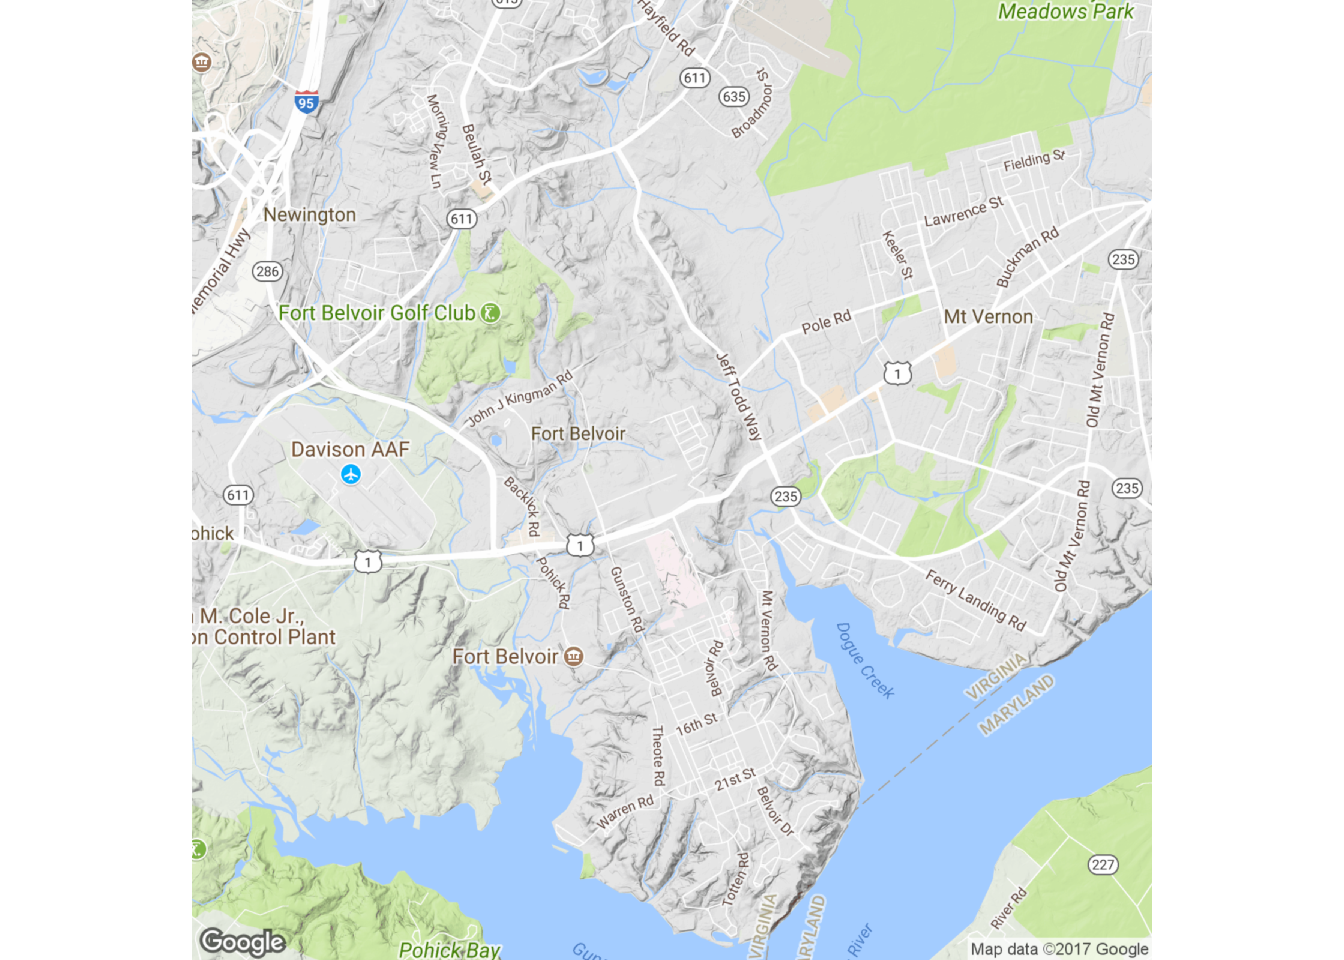 613
Meadows Park
Hayfield Rd
611
635
Broadmoor St
95
Morning View Ln
Beulah St
Fielding St
Newington
611
Lawrence St
Keeler St
Buckman Rd
235
Memorial Hwy
286
Fort Belvoir Golf Club
Pole Rd
Mt Vernon
Jeff Todd Way
1
Old Mt Vernon Rd
John J Kingman Rd
Fort Belvoir
Davison AAF
611
Backlick Rd
235
235
ohick
1
1
Pohick Rd
Gunston Rd
Old Mt Vernon Rd
Ferry Landing Rd
M. Cole Jr.,
on Control Plant
Mt Vernon Rd
Dogue Creek
Fort Belvoir
Belvoir Rd
VIRGINIA
MARYLAND
16th St
Theote Rd
21st St
Warren Rd
Belvoir Dr
Totten Rd
227
River Rd
VIRGINIA
ARYLAND
Google
Pohick Bay
Gun
River
Map data ©2017 Google